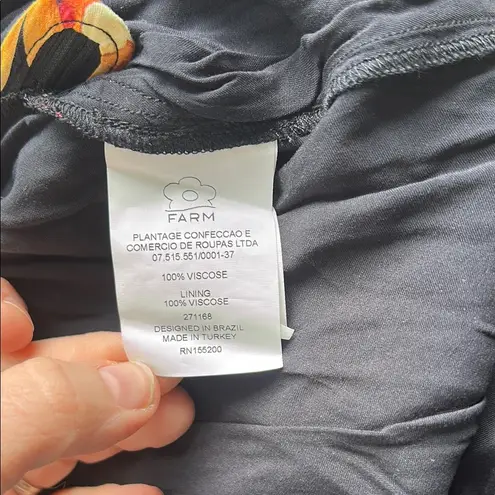 FARM
PLANTAGE CONFECCAO E
COMERCIO DE ROUPAS LTDA
07.515.551/0001-37
100% VISCOSE
LINING
100% VISCOSE
271168
DESIGNED IN BRAZIL
MADE IN TURKEY
RN155200